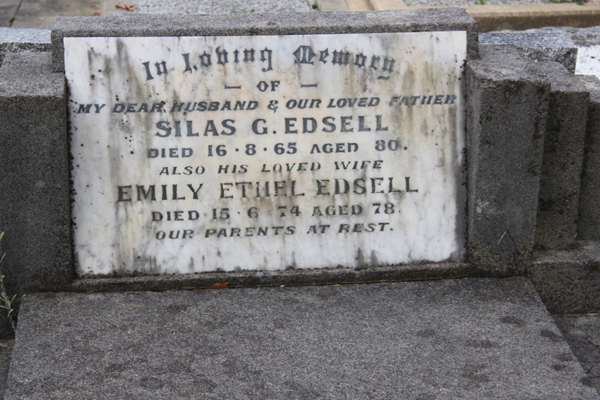 In Loving Memory
— OF —
MY DEAR HUSBAND & OUR LOVED FATHER
SILAS G. EDSELL
DIED 16·8·65 AGED 80.
ALSO HIS LOVED WIFE
EMILY ETHEL EDSELL
DIED 15·6·74 AGED 78.
OUR PARENTS AT REST.